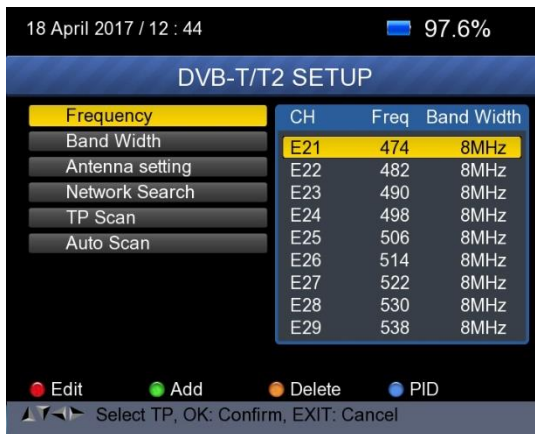 18 April 2017 / 12 : 44 97.6%
DVB-T/T2 SETUP
Frequency
Band Width
Antenna setting
Network Search
TP Scan
Auto Scan
CH Freq Band Width
E21 474 8MHz
E22 482 8MHz
E23 490 8MHz
E24 498 8MHz
E25 506 8MHz
E26 514 8MHz
E27 522 8MHz
E28 530 8MHz
E29 538 8MHz
Edit Add Delete PID
Select TP, OK: Confirm, EXIT: Cancel